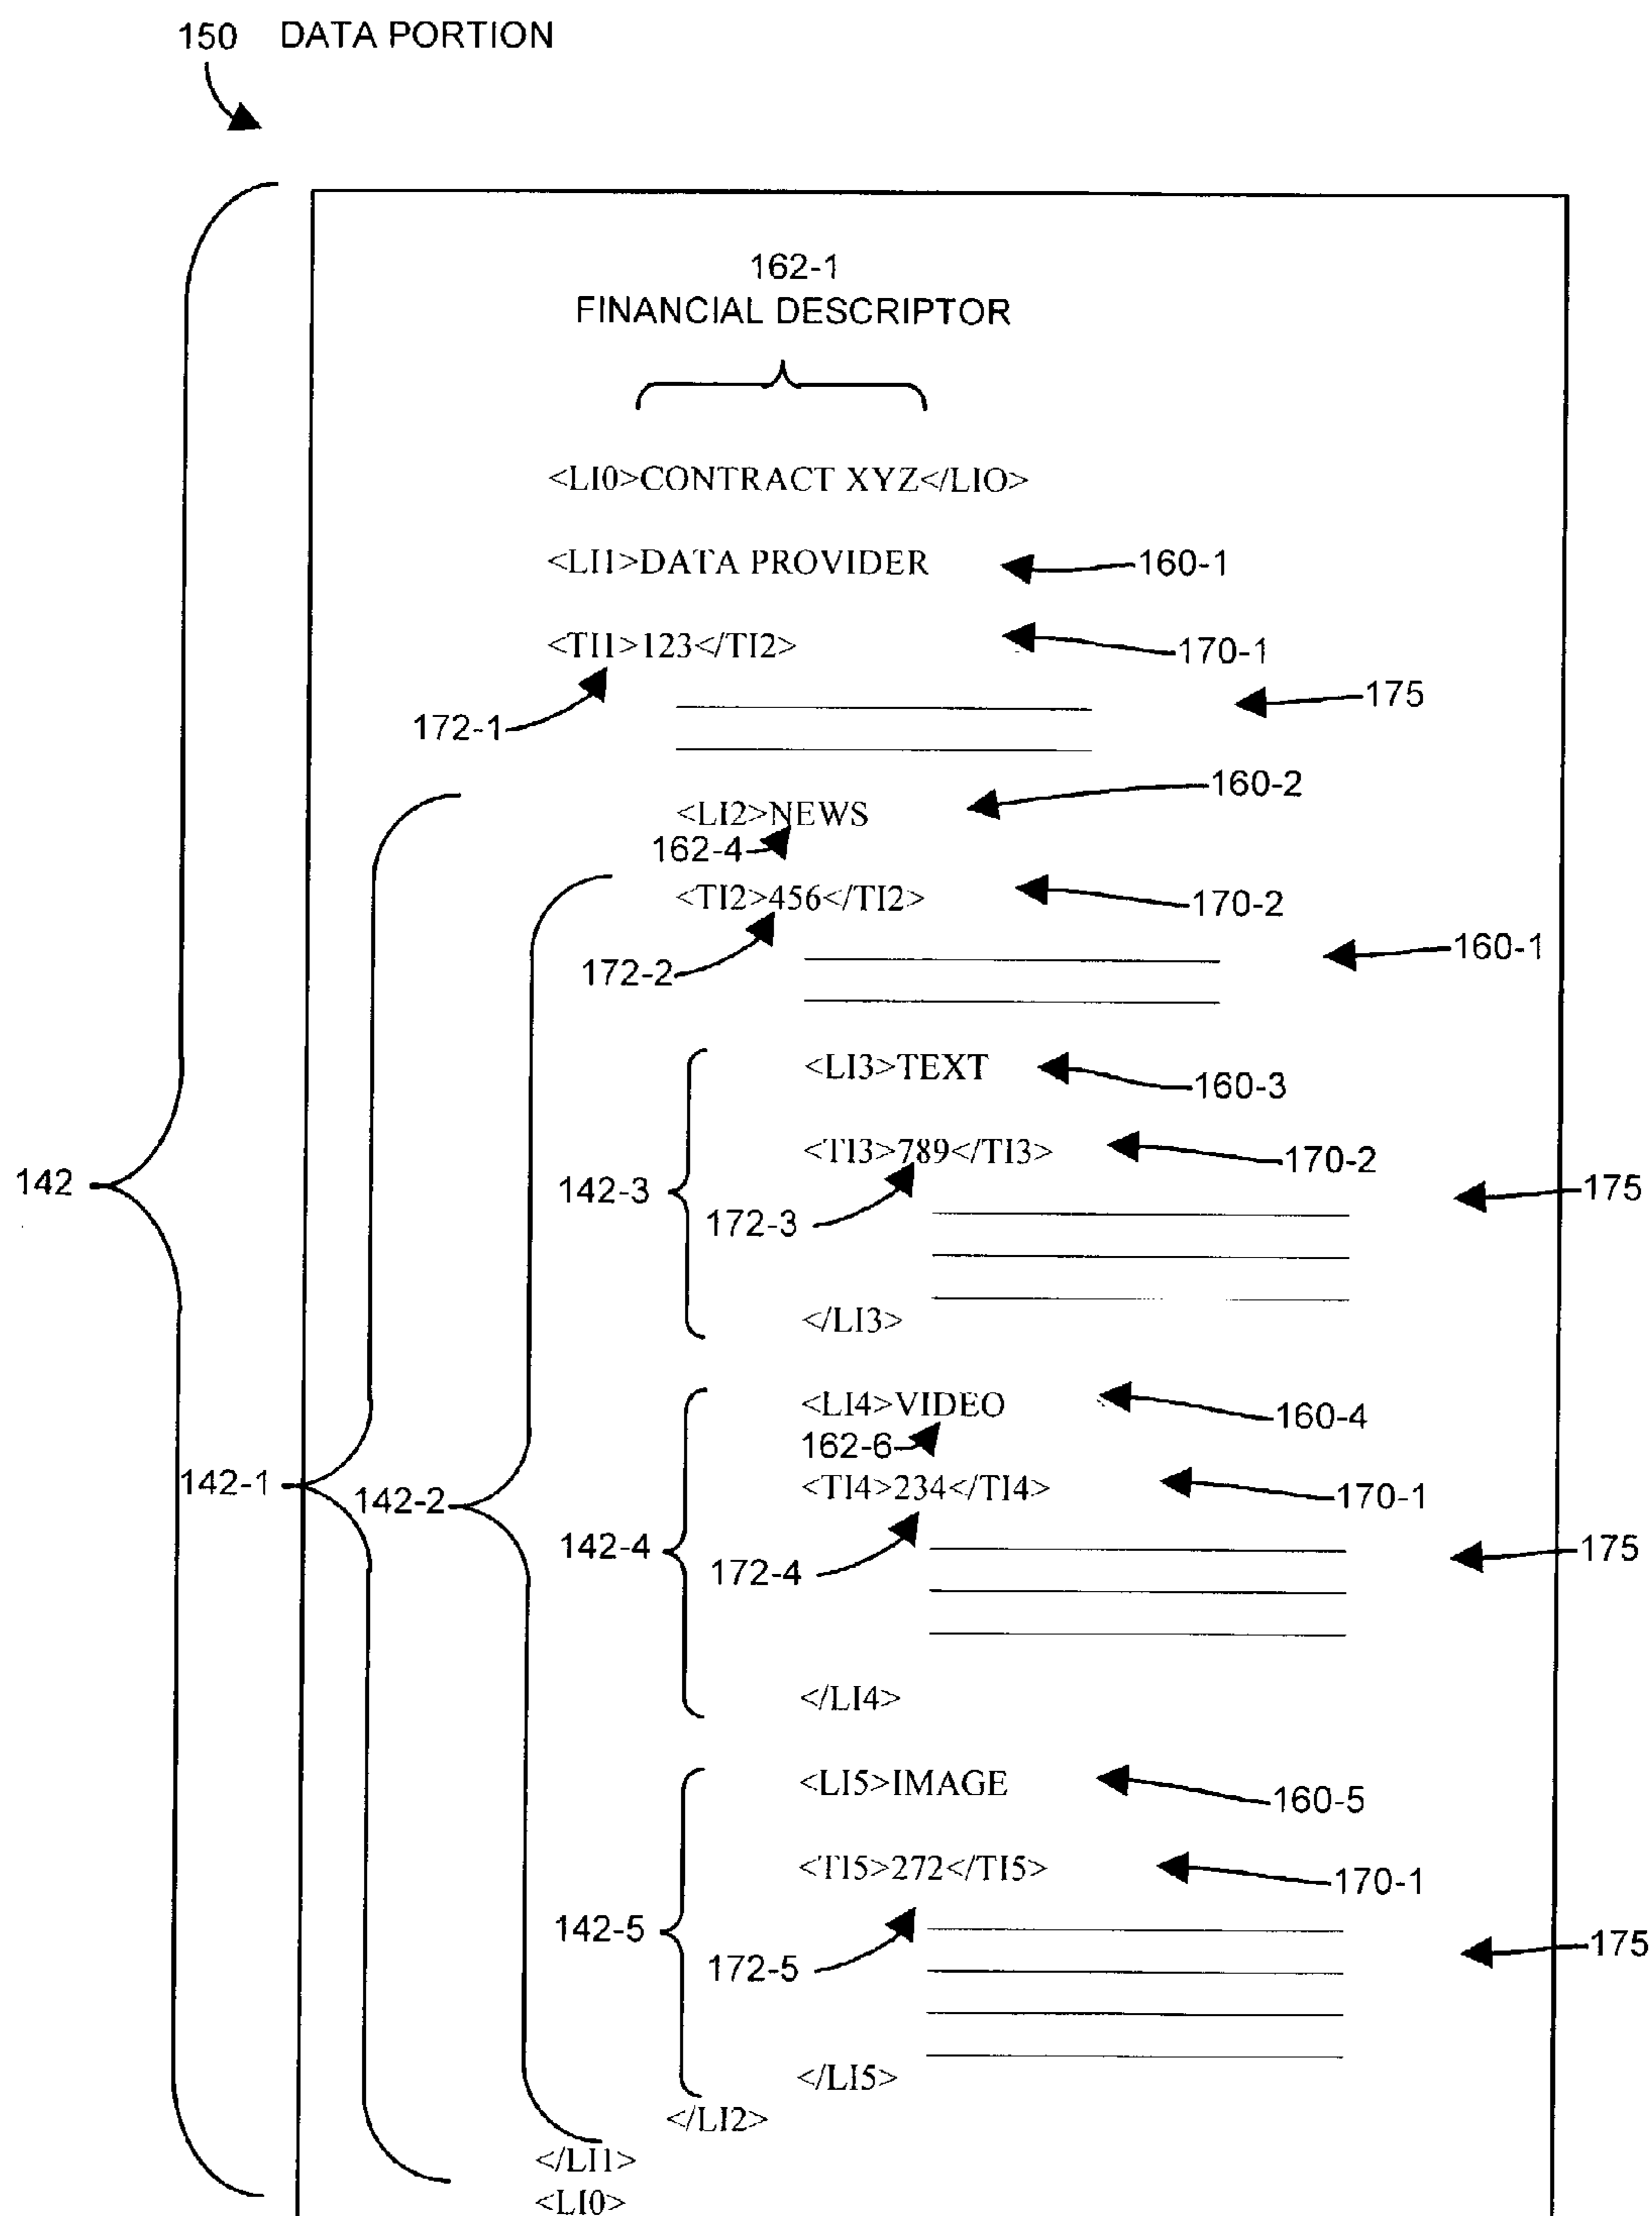 150 DATA PORTION
162-1
FINANCIAL DESCRIPTOR
<LI0>CONTRACT XYZ</LIO>
<LI1>DATA PROVIDER 160-1
<TI1>123</TI2> 170-1
175
172-1
160-2
<LI2>NEWS
162-4
<TI2>456</TI2> 170-2
160-1
172-2
<LI3>TEXT 160-3
<TI3>789</TI3> 170-2
142 142-3 175
172-3
</LI3>
<LI4>VIDEO 160-4
162-6
142-1 142-2 <TI4>234</TI4> 170-1
142-4 175
172-4
</LI4>
<LI5>IMAGE 160-5
<TI5>272</TI5> 170-1
142-5 175
172-5
</LI5>
</LI2>
</LI1>
<LI0>